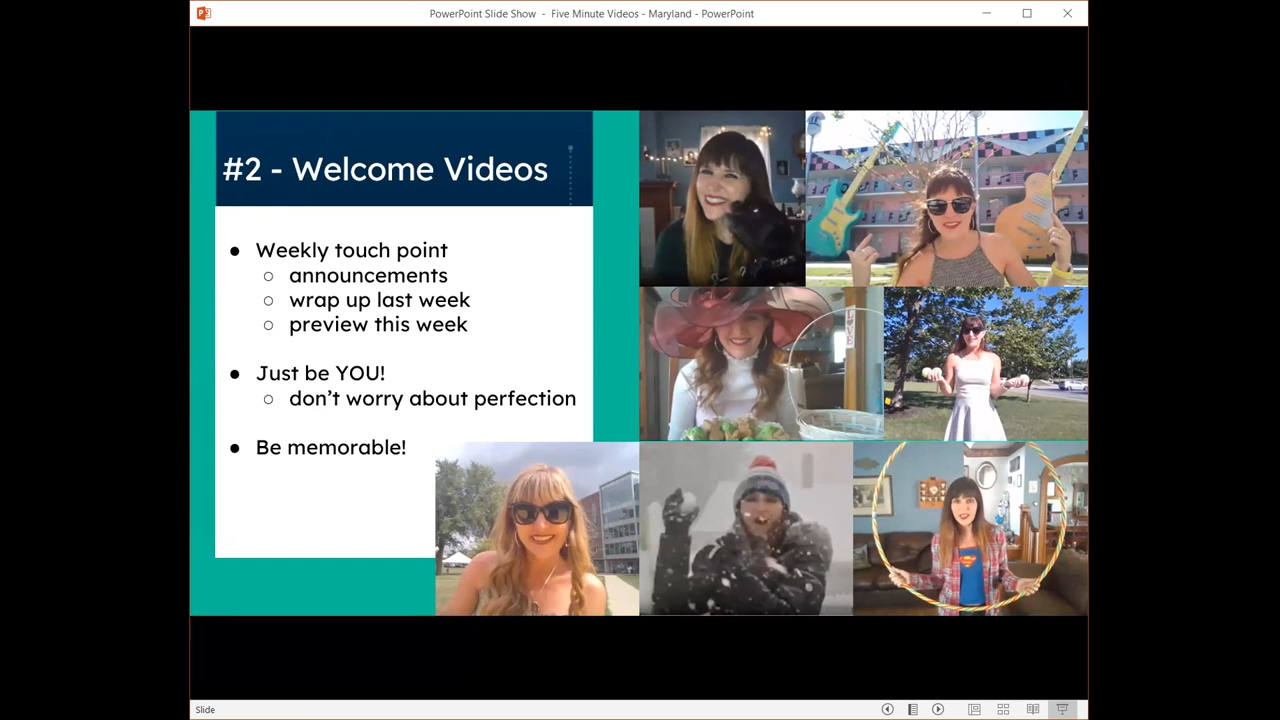 PowerPoint Slide Show - Five Minute Videos - Maryland - PowerPoint
#2 - Welcome Videos
● Weekly touch point
○ announcements
○ wrap up last week
○ preview this week
● Just be YOU!
○ don’t worry about perfection
● Be memorable!
LOVE
Slide